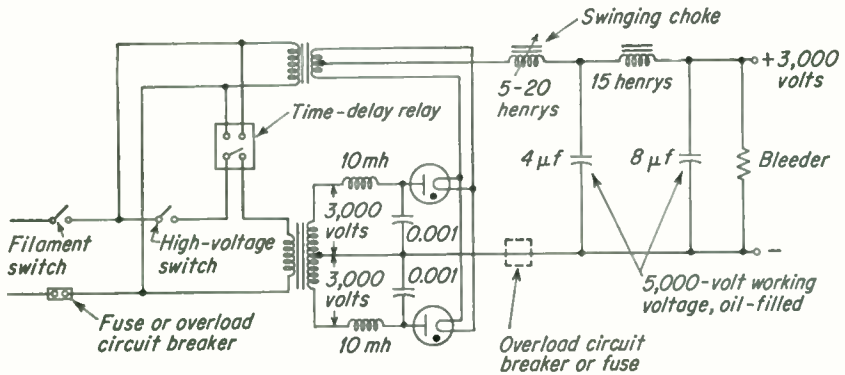 Swinging choke
5-20
henrys
15 henrys
+3,000
volts
Time-delay relay
10 mh
4 µf
8 µf
Bleeder
3,000
volts
0.001
Filament
switch
High-voltage
switch
3,000
volts
0.001
−
5,000-volt working
voltage, oil-filled
Fuse or overload
circuit breaker
10 mh
Overload circuit
breaker or fuse